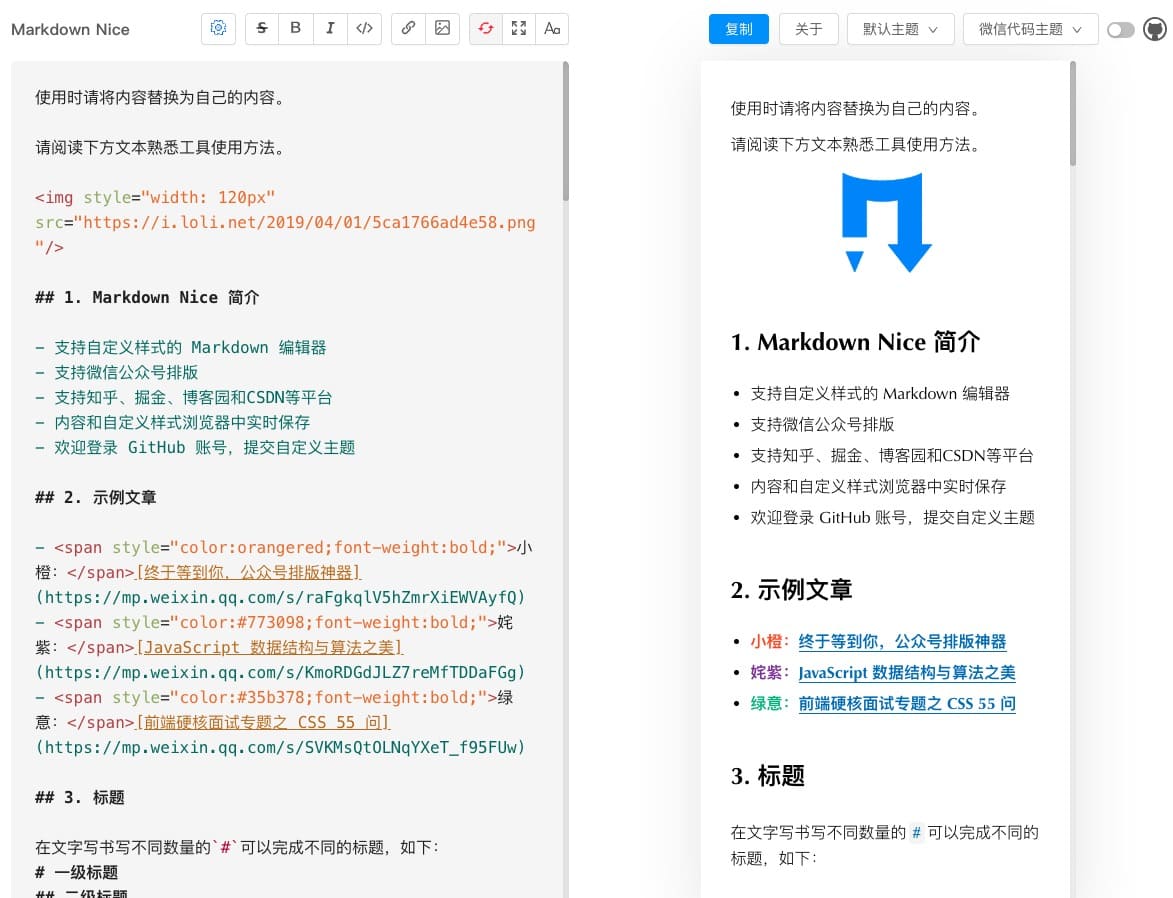 Markdown Nice
S B I </> Aa
复制 关于 默认主题 微信代码主题
使用时请将内容替换为自己的内容。
请阅读下方文本熟悉工具使用方法。
<img style="width: 120px"
src="https://i.loli.net/2019/04/01/5ca1766ad4e58.png
"/>
## 1. Markdown Nice 简介
- 支持自定义样式的 Markdown 编辑器
- 支持微信公众号排版
- 支持知乎、掘金、博客园和CSDN等平台
- 内容和自定义样式浏览器中实时保存
- 欢迎登录 GitHub 账号，提交自定义主题
## 2. 示例文章
- <span style="color:orangered;font-weight:bold;">小
橙：</span>[终于等到你，公众号排版神器]
(https://mp.weixin.qq.com/s/raFgkqlV5hZmrXiEWVAyfQ)
- <span style="color:#773098;font-weight:bold;">姹
紫：</span>[JavaScript 数据结构与算法之美]
(https://mp.weixin.qq.com/s/KmoRDGdJLZ7reMfTDDaFGg)
- <span style="color:#35b378;font-weight:bold;">绿
意：</span>[前端硬核面试专题之 CSS 55 问]
(https://mp.weixin.qq.com/s/SVKMsQtOLNqYXeT_f95FUw)
## 3. 标题
在文字写书写不同数量的`#`可以完成不同的标题，如下：
# 一级标题
## 二级标题
使用时请将内容替换为自己的内容。
请阅读下方文本熟悉工具使用方法。
1. Markdown Nice 简介
• 支持自定义样式的 Markdown 编辑器
• 支持微信公众号排版
• 支持知乎、掘金、博客园和CSDN等平台
• 内容和自定义样式浏览器中实时保存
• 欢迎登录 GitHub 账号，提交自定义主题
2. 示例文章
• 小橙：终于等到你，公众号排版神器
• 姹紫：JavaScript 数据结构与算法之美
• 绿意：前端硬核面试专题之 CSS 55 问
3. 标题
在文字写书写不同数量的 # 可以完成不同的
标题，如下：